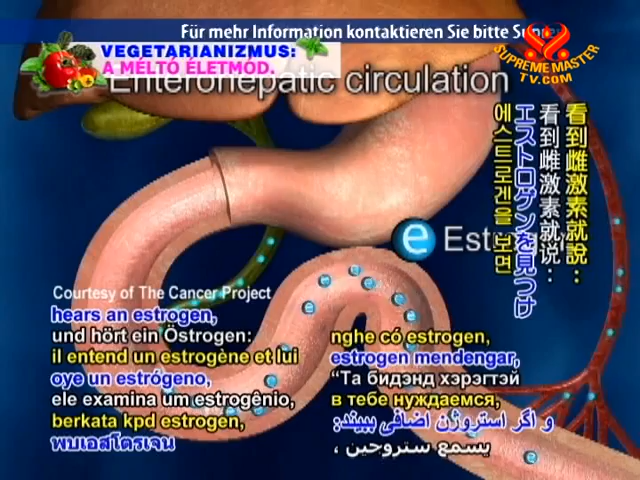 Für mehr Information kontaktieren Sie bitte
VEGETARIANIZMUS:
A MÉLTÓ ÉLETMÓD.
SUPREME MASTER
TV.COM
Enterohepatic circulation
看到雌激素就說：
看到雌激素就说：
エストロゲンを見つけ
에스트로겐을 보면
e
Courtesy of The Cancer Project
hears an estrogen,
und hört ein Östrogen:
il entend un estrogène et lui
oye un estrógeno,
ele examina um estrogênio,
berkata kpd estrogen,
พบเอสโตรเจน
nghe có estrogen,
estrogen mendengar,
“Та бидэнд хэрэгтэй
в тебе нуждаемся,
و اگر استروژن اضافی ببیند:
يسمع ستروجين ،